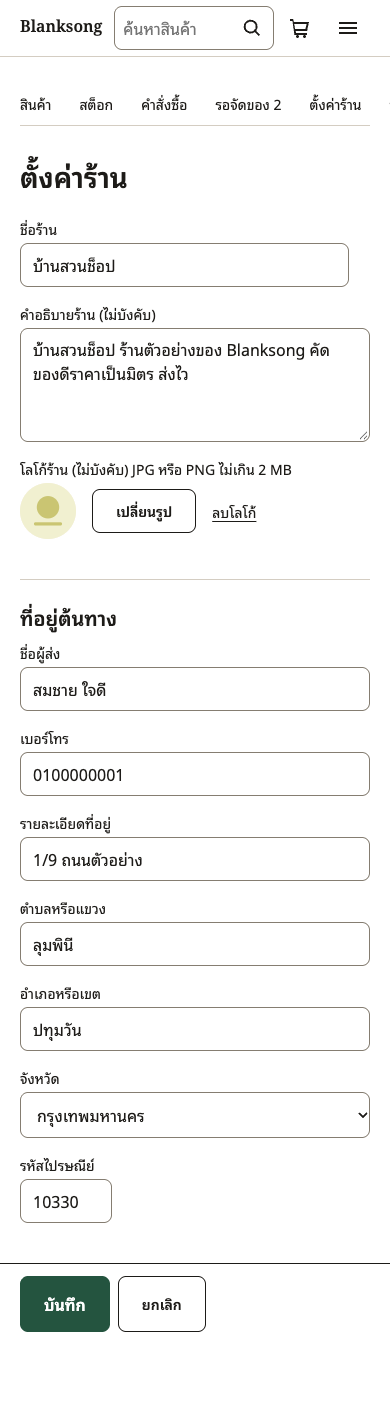 Blanksong
ค้นหาสินค้า
สินค้า สต็อก คำสั่งซื้อ รอจัดของ 2 ตั้งค่าร้าน
ตั้งค่าร้าน
ชื่อร้าน
บ้านสวนช็อป
คำอธิบายร้าน (ไม่บังคับ)
บ้านสวนช็อป ร้านตัวอย่างของ Blanksong คัด
ของดีราคาเป็นมิตร ส่งไว
โลโก้ร้าน (ไม่บังคับ) JPG หรือ PNG ไม่เกิน 2 MB
เปลี่ยนรูป ลบโลโก้
ที่อยู่ต้นทาง
ชื่อผู้ส่ง
สมชาย ใจดี
เบอร์โทร
0100000001
รายละเอียดที่อยู่
1/9 ถนนตัวอย่าง
ตำบลหรือแขวง
ลุมพินี
อำเภอหรือเขต
ปทุมวัน
จังหวัด
กรุงเทพมหานคร
รหัสไปรษณีย์
10330
บันทึก ยกเลิก